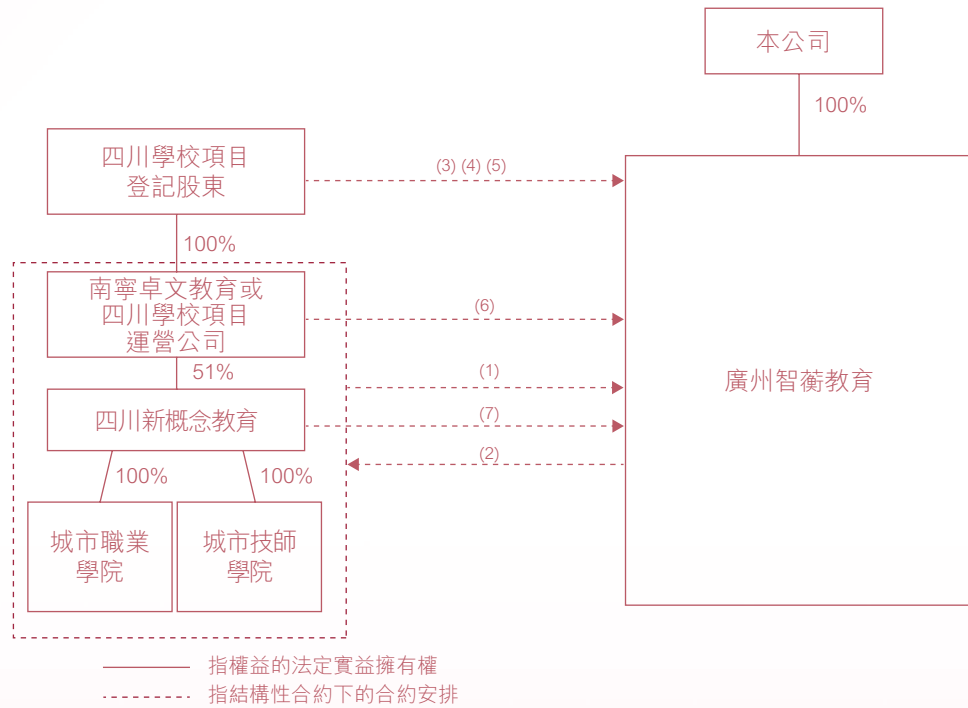 本公司
100%
四川學校項目
登記股東
(3) (4) (5)
100%
南寧卓文教育或
四川學校項目
運營公司
(6)
51%
(1)
廣州智蘅教育
四川新概念教育
(7)
(2)
100%
100%
城市職業
學院
城市技師
學院
指權益的法定實益擁有權
指結構性合約下的合約安排